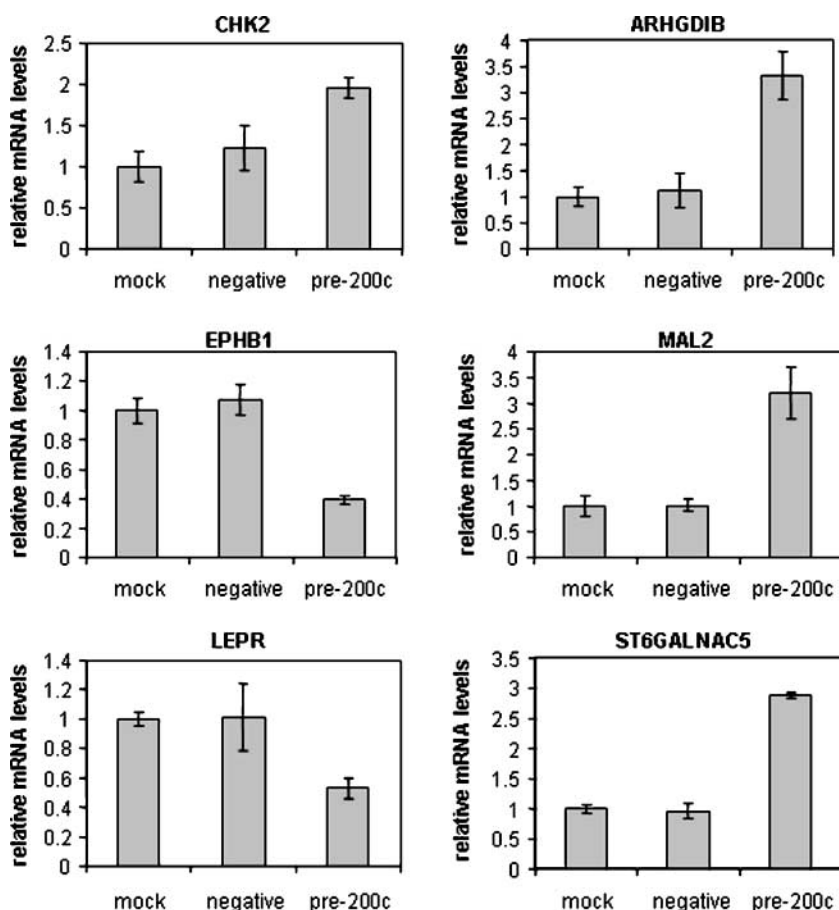 CHK2
relative mRNA levels
2.5
2
1.5
1
0.5
0
mock negative pre-200c
ARHGDIB
relative mRNA levels
4
3.5
3
2.5
2
1.5
1
0.5
0
mock negative pre-200c
EPHB1
relative mRNA levels
1.4
1.2
1
0.8
0.6
0.4
0.2
0
mock negative pre-200c
MAL2
relative mRNA levels
4
3.5
3
2.5
2
1.5
1
0.5
0
mock negative pre-200c
LEPR
relative mRNA levels
1.4
1.2
1
0.8
0.6
0.4
0.2
0
mock negative pre-200c
ST6GALNAC5
relative mRNA levels
3.5
3
2.5
2
1.5
1
0.5
0
mock negative pre-200c